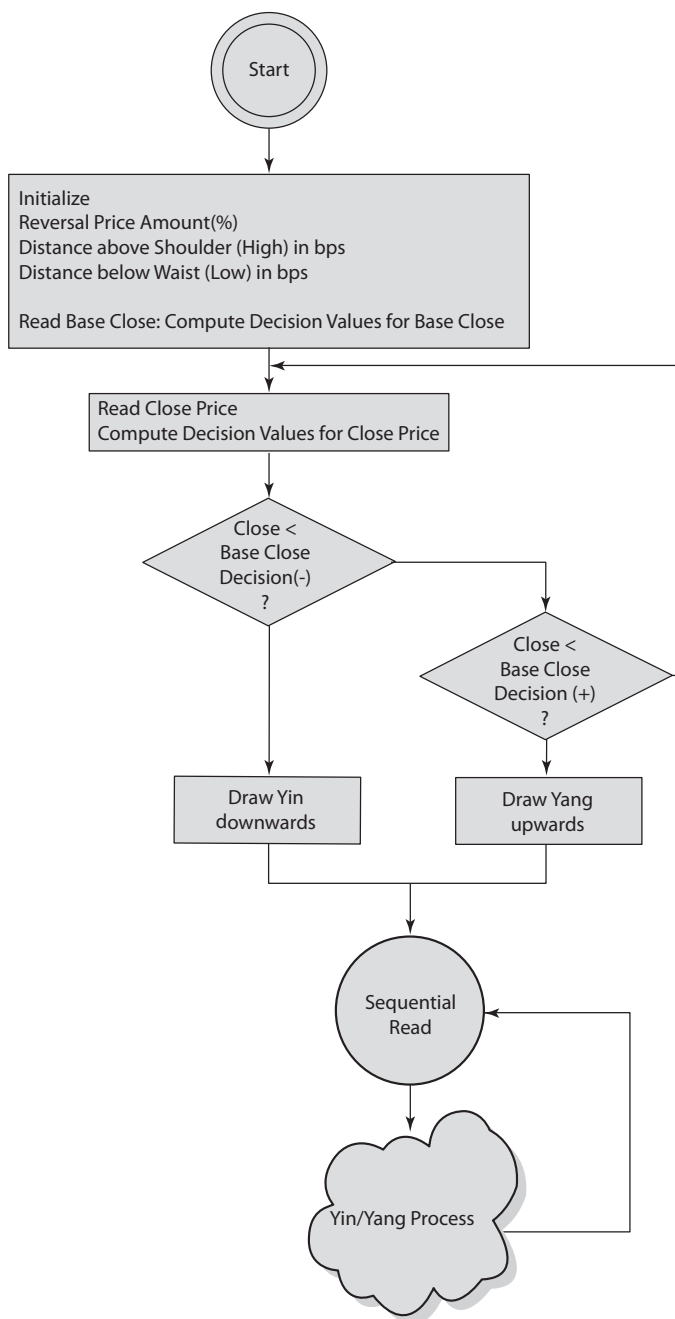 Start
Initialize
Reversal Price Amount(%)
Distance above Shoulder (High) in bps
Distance below Waist (Low) in bps
Read Base Close: Compute Decision Values for Base Close
Read Close Price
Compute Decision Values for Close Price
Close <
Base Close
Decision(-)
?
Close <
Base Close
Decision (+)
?
Draw Yin
downwards
Draw Yang
upwards
Sequential
Read
Yin/Yang Process